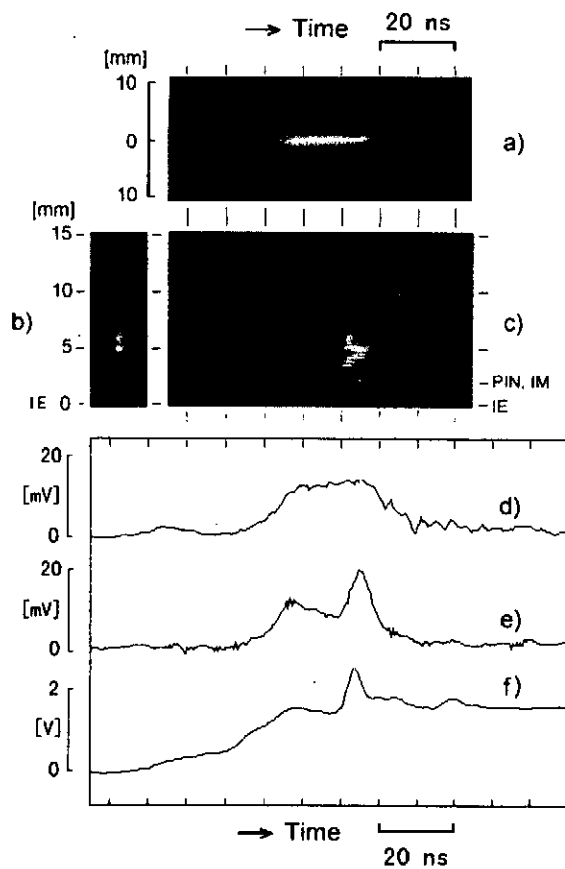 → Time 20 ns
[mm]
10
0
10
a)
[mm]
15
10
5
IE 0
b)
c)
PIN, IM
IE
20
[mV]
0
d)
20
[mV]
0
e)
2
[V]
0
f)
→ Time
20 ns